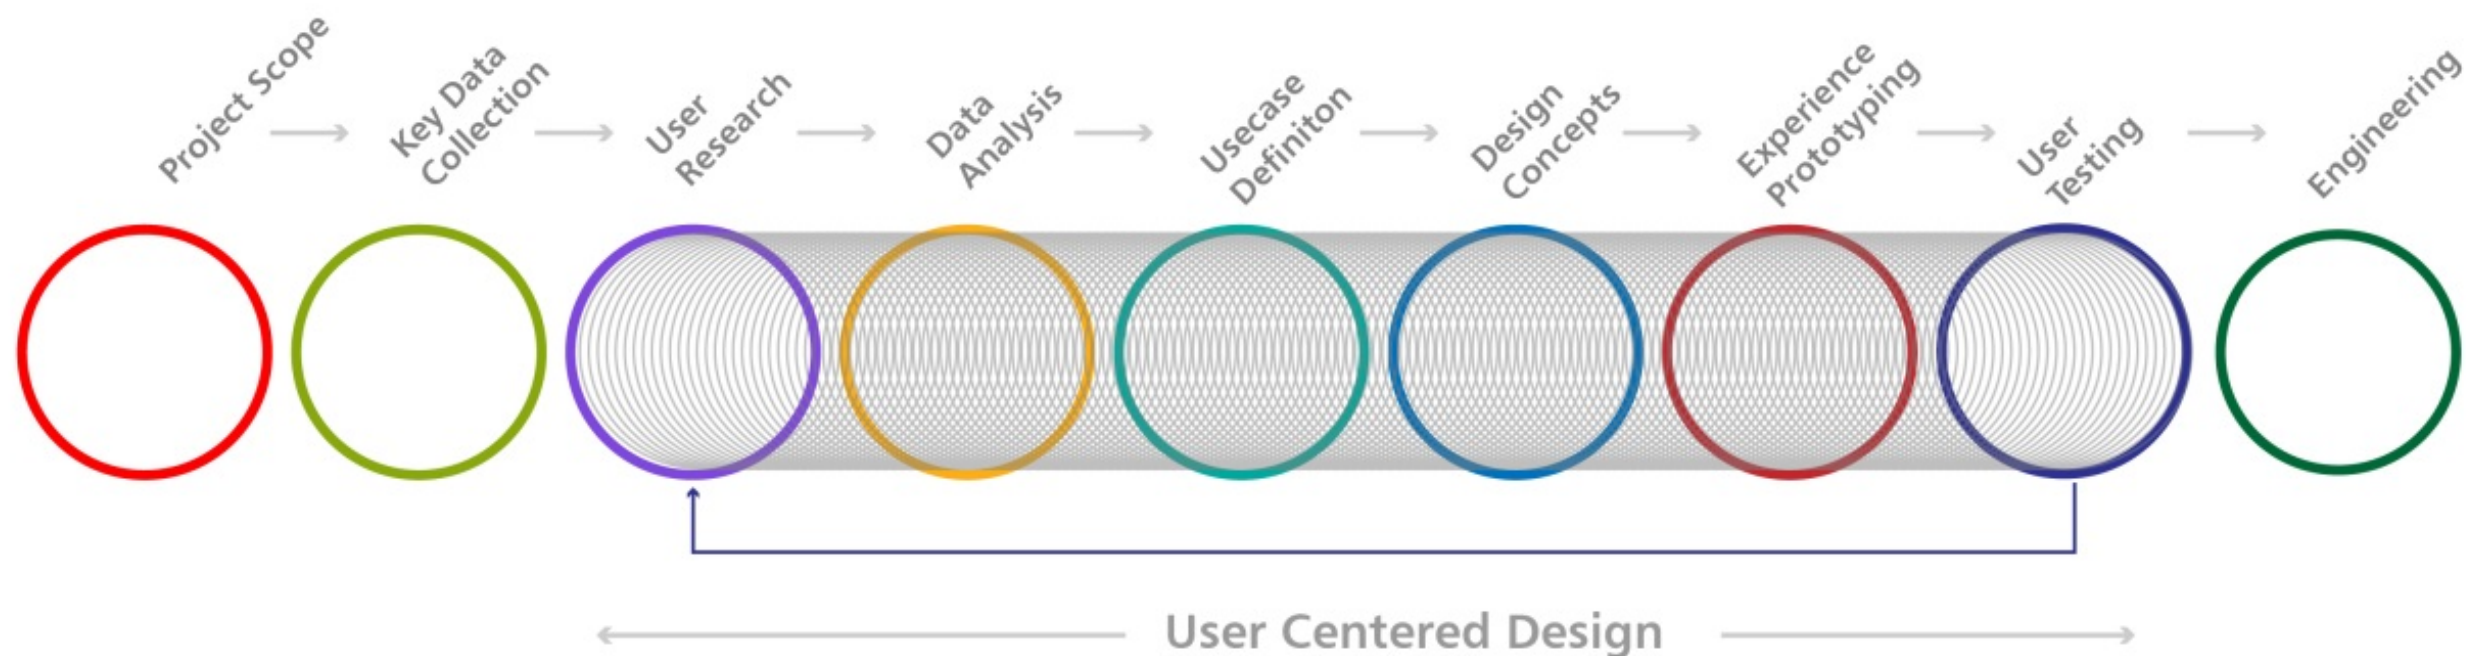 Project Scope
Key Data
Collection
User
Research
Data
Analysis
Usecase
Definiton
Design
Concepts
Experience
Prototyping
User
Testing
Engineering
User Centered Design